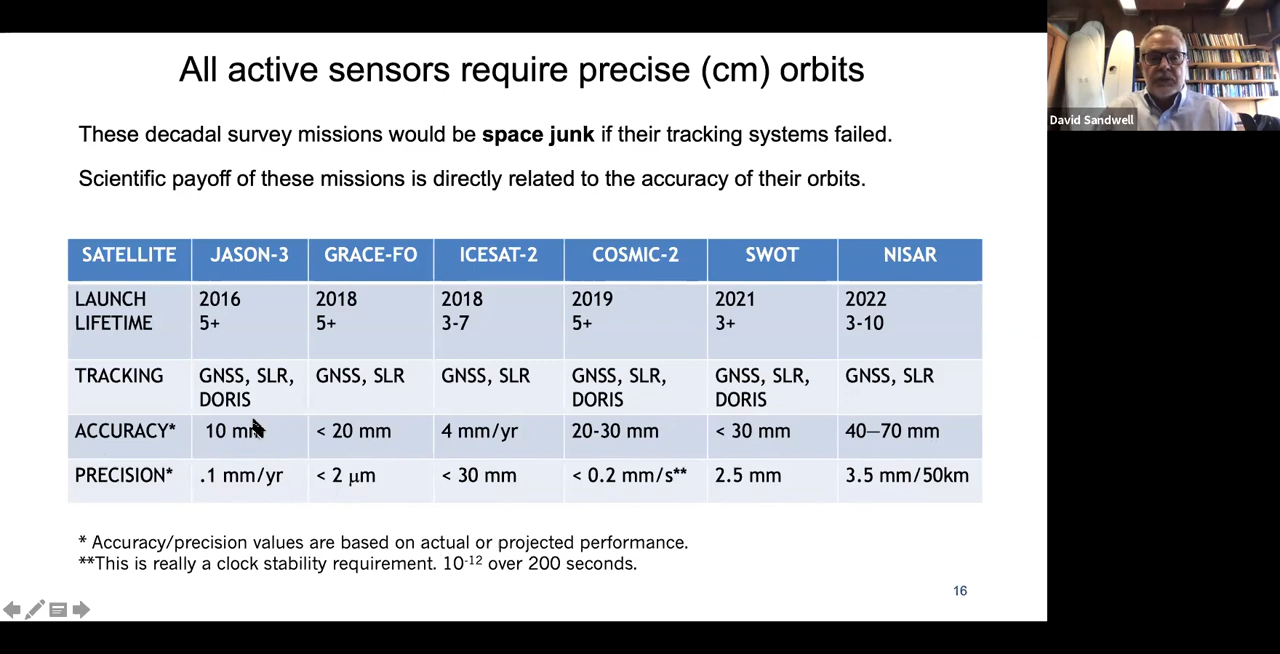 All active sensors require precise (cm) orbits
David Sandwell
These decadal survey missions would be space junk if their tracking systems failed.
Scientific payoff of these missions is directly related to the accuracy of their orbits.
SATELLITE JASON-3 GRACE-FO ICESAT-2 COSMIC-2 SWOT NISAR
LAUNCH 2016 2018 2018 2019 2021 2022
LIFETIME 5+ 5+ 3-7 5+ 3+ 3-10
TRACKING GNSS, SLR, GNSS, SLR GNSS, SLR GNSS, SLR, GNSS, SLR, GNSS, SLR
DORIS DORIS DORIS
ACCURACY* 10 mm < 20 mm 4 mm/yr 20-30 mm < 30 mm 40—70 mm
PRECISION* .1 mm/yr < 2 μm < 30 mm < 0.2 mm/s** 2.5 mm 3.5 mm/50km
* Accuracy/precision values are based on actual or projected performance.
**This is really a clock stability requirement. 10-12 over 200 seconds.
16